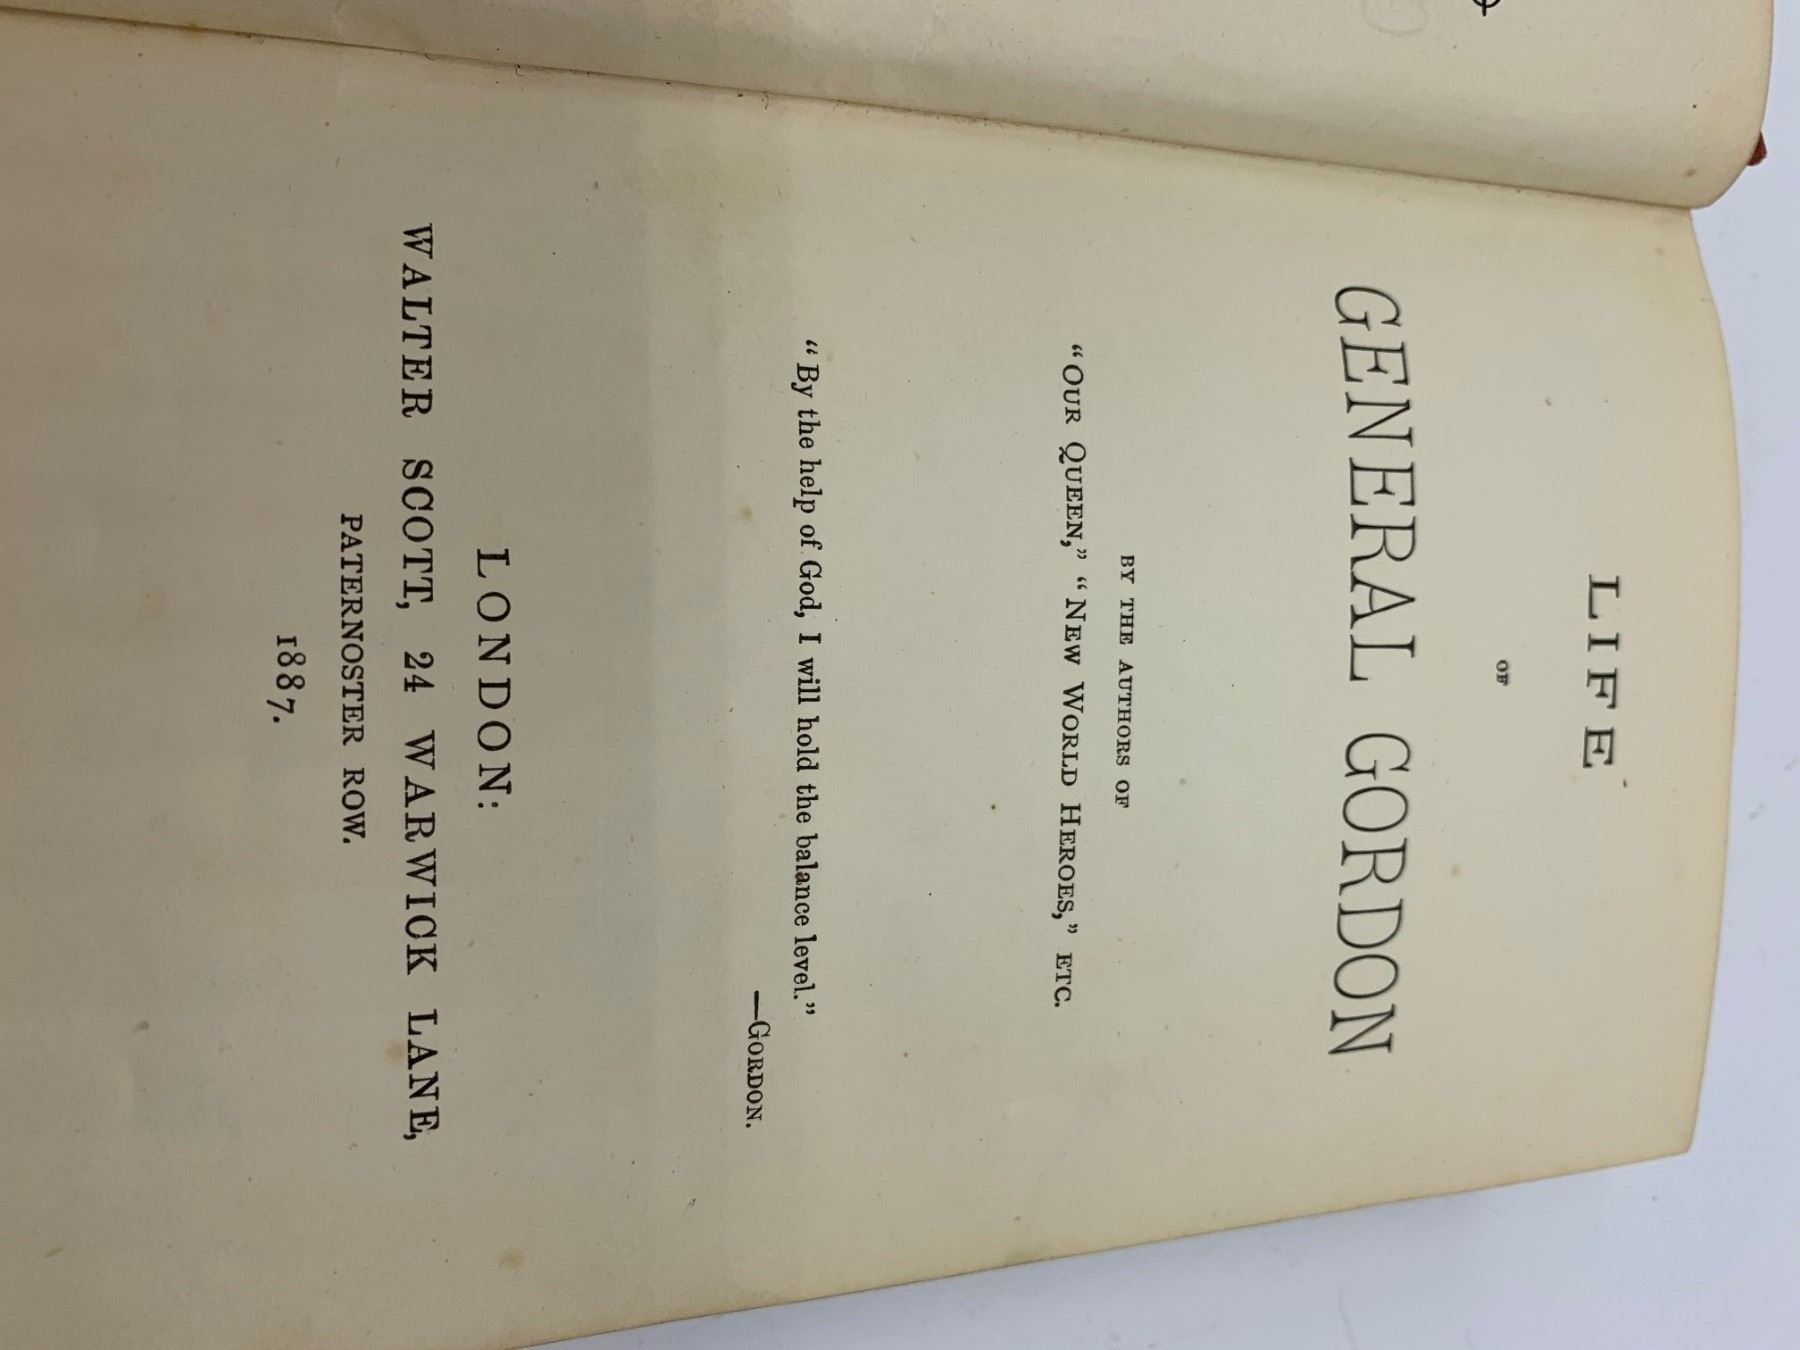 LIFE
OF
GENERAL GORDON
BY THE AUTHORS OF
"OUR QUEEN," "NEW WORLD HEROES," ETC.
"By the help of God, I will hold the balance level."
—GORDON.
LONDON:
WALTER SCOTT, 24 WARWICK LANE,
PATERNOSTER ROW.
1887.